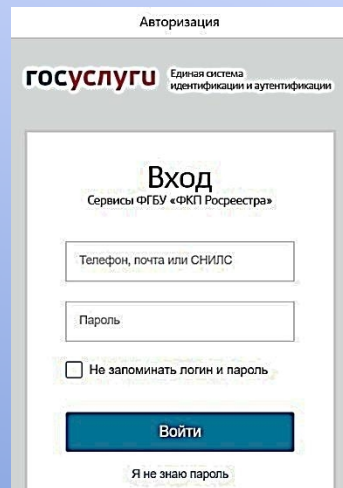 Авторизация
госуслуги
Единая система
идентификации и аутентификации
Вход
Сервисы ФГБУ «ФКП Росреестра»
Телефон, почта или СНИЛС
Пароль
Не запоминать логин и пароль
Войти
Я не знаю пароль